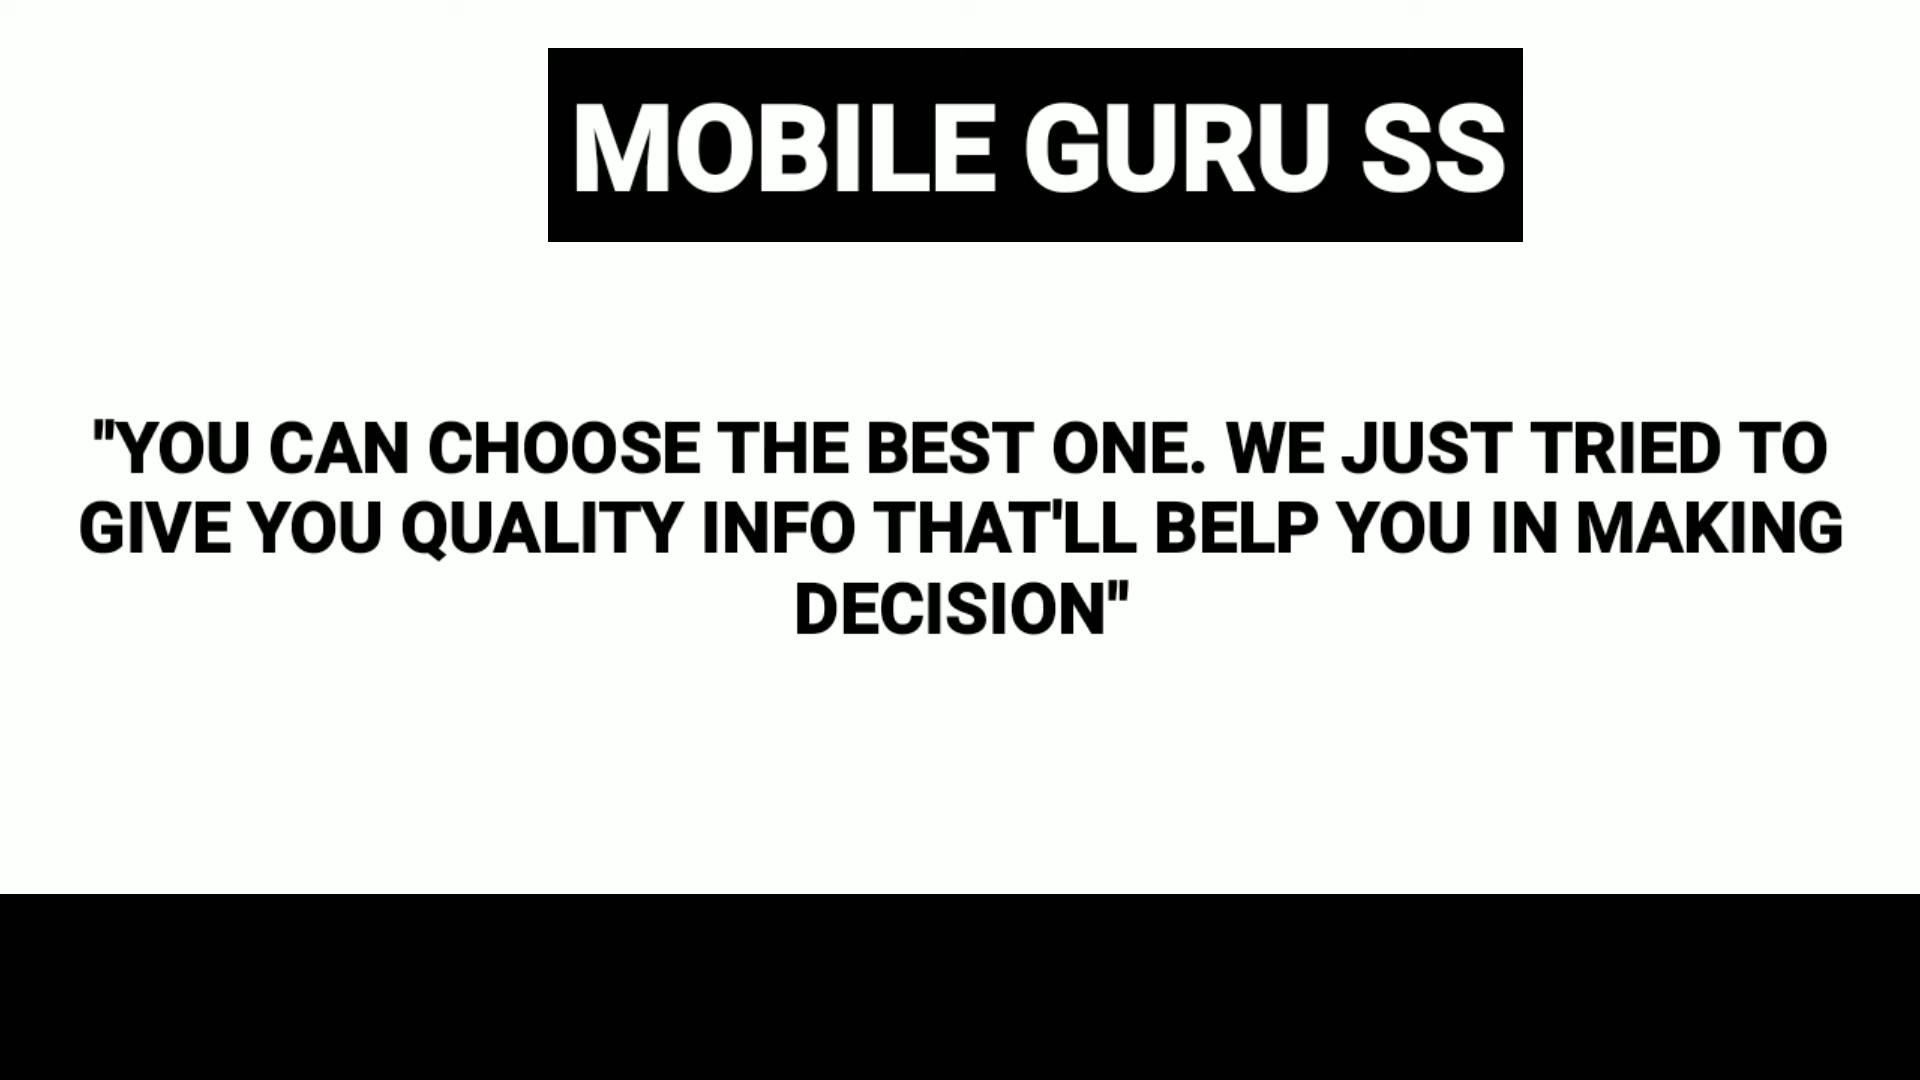 MOBILE GURU SS
"YOU CAN CHOOSE THE BEST ONE. WE JUST TRIED TO
GIVE YOU QUALITY INFO THAT'LL BELP YOU IN MAKING
DECISION"